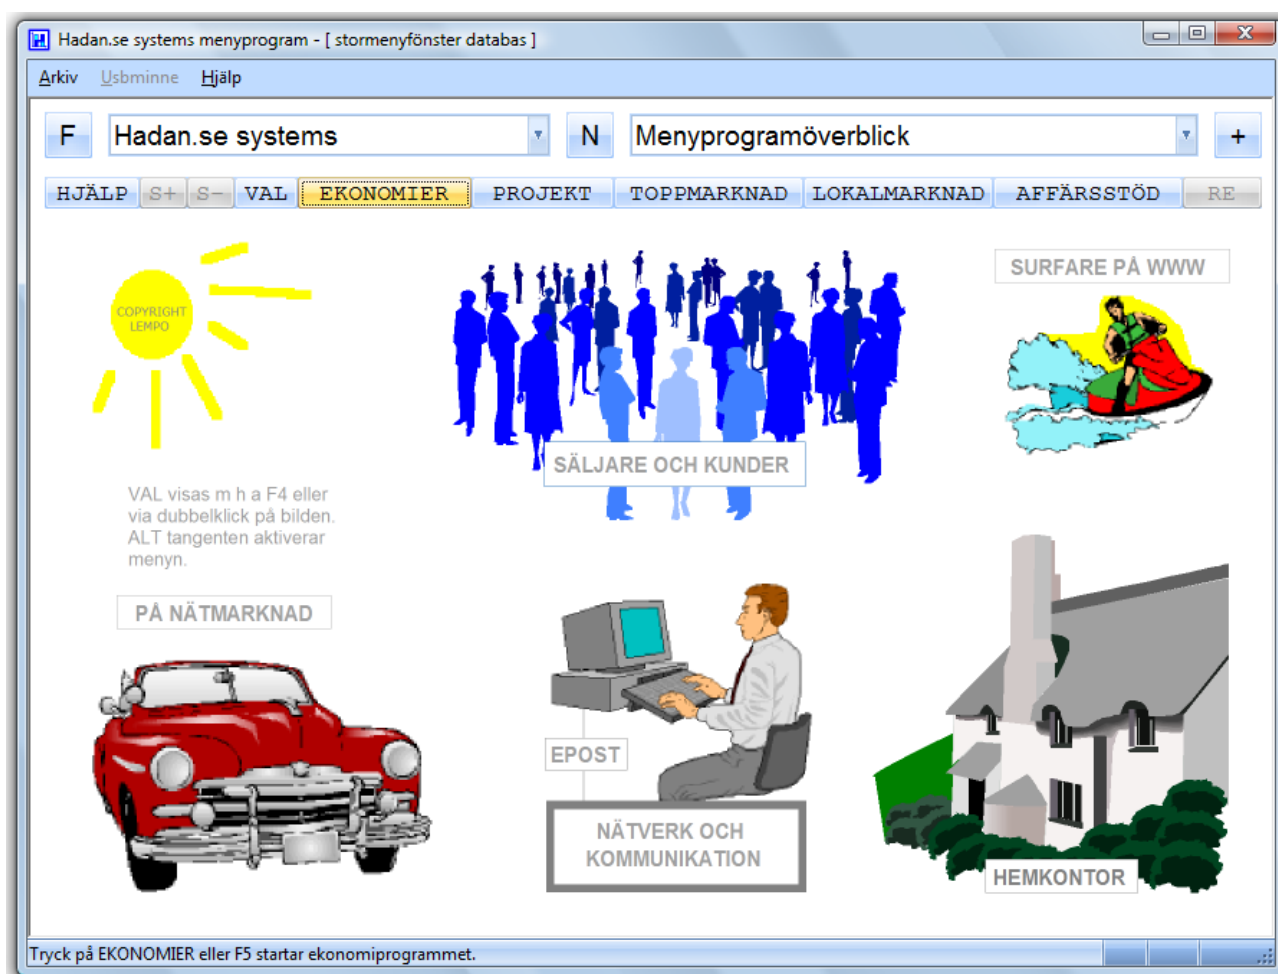 Hadan.se systems menyprogram - [ stormenyfönster databas ]
Arkiv Usbminne Hjälp
F Hadan.se systems N Menyprogramöverblick +
HJÄLP S+ S- VAL EKONOMIER PROJEKT TOPPMARKNAD LOKALMARKNAD AFFÄRSSTÖD RE
SURFARE PÅ WWW
COPYRIGHT
LEMPO
SÄLJARE OCH KUNDER
VAL visas m h a F4 eller
via dubbelklick på bilden.
ALT tangenten aktiverar
menyn.
PÅ NÄTMARKNAD
EPOST
NÄTVERK OCH
KOMMUNIKATION
HEMKONTOR
Tryck på EKONOMIER eller F5 startar ekonomiprogrammet.